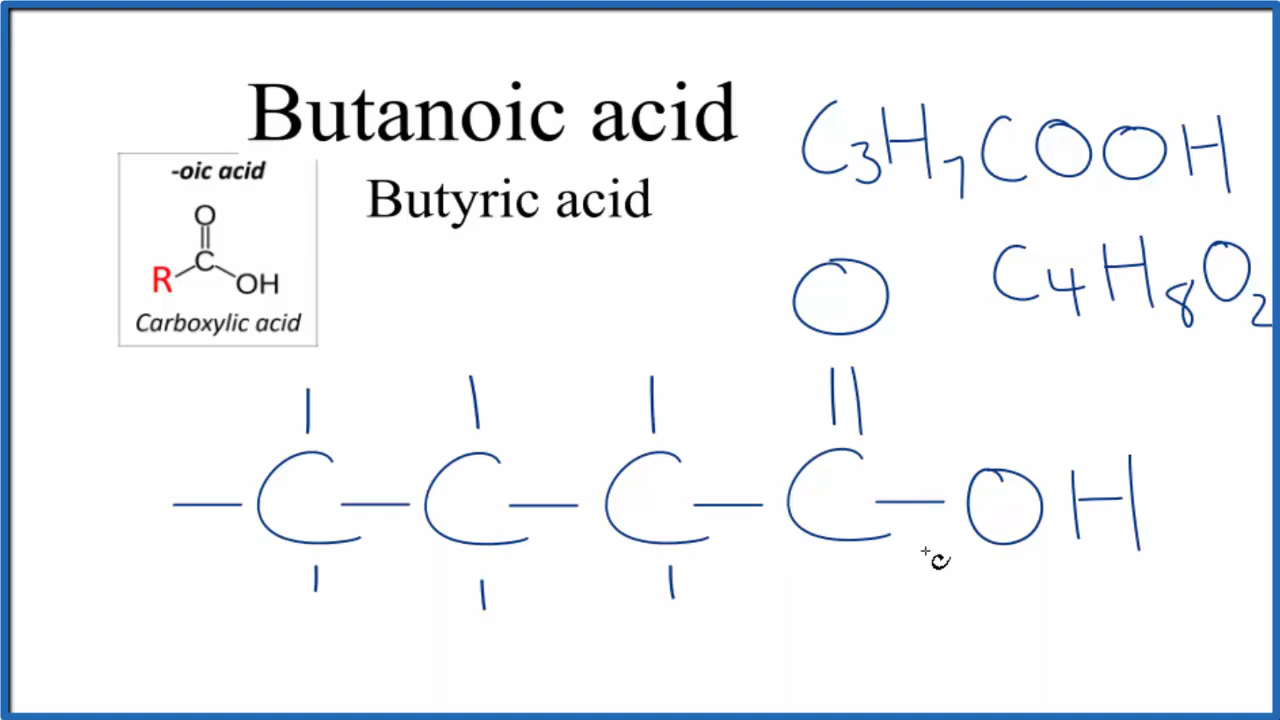 Butanoic acid
Butyric acid
C3H7COOH
C4H8O2
-oic acid
O
R C OH
Carboxylic acid
O
C C C C OH